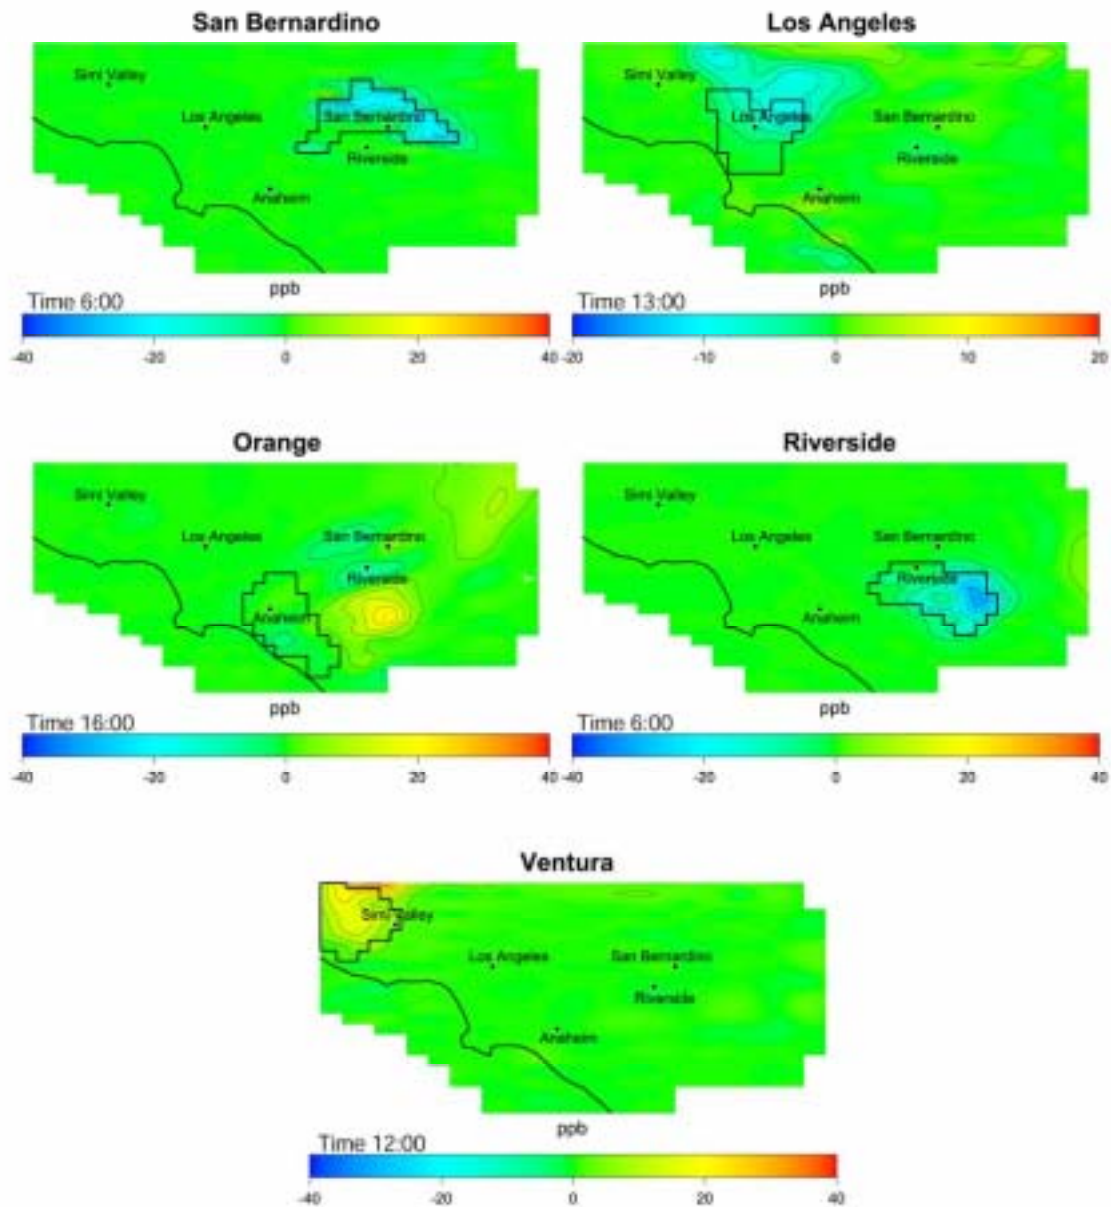 San Bernardino
Los Angeles
Simi Valley
Los Angeles
San Bernardino
Riverside
Anaheim
Simi Valley
Los Angeles
San Bernardino
Riverside
Anaheim
ppb
Time 6:00
-40 -20 0 20 40
ppb
Time 13:00
-20 -10 0 10 20
Orange
Riverside
Simi Valley
Los Angeles
San Bernardino
Riverside
Anaheim
Simi Valley
Los Angeles
San Bernardino
Riverside
Anaheim
ppb
Time 16:00
-40 -20 0 20 40
ppb
Time 6:00
-40 -20 0 20 40
Ventura
Simi Valley
Los Angeles
San Bernardino
Riverside
Anaheim
ppb
Time 12:00
-40 -20 0 20 40